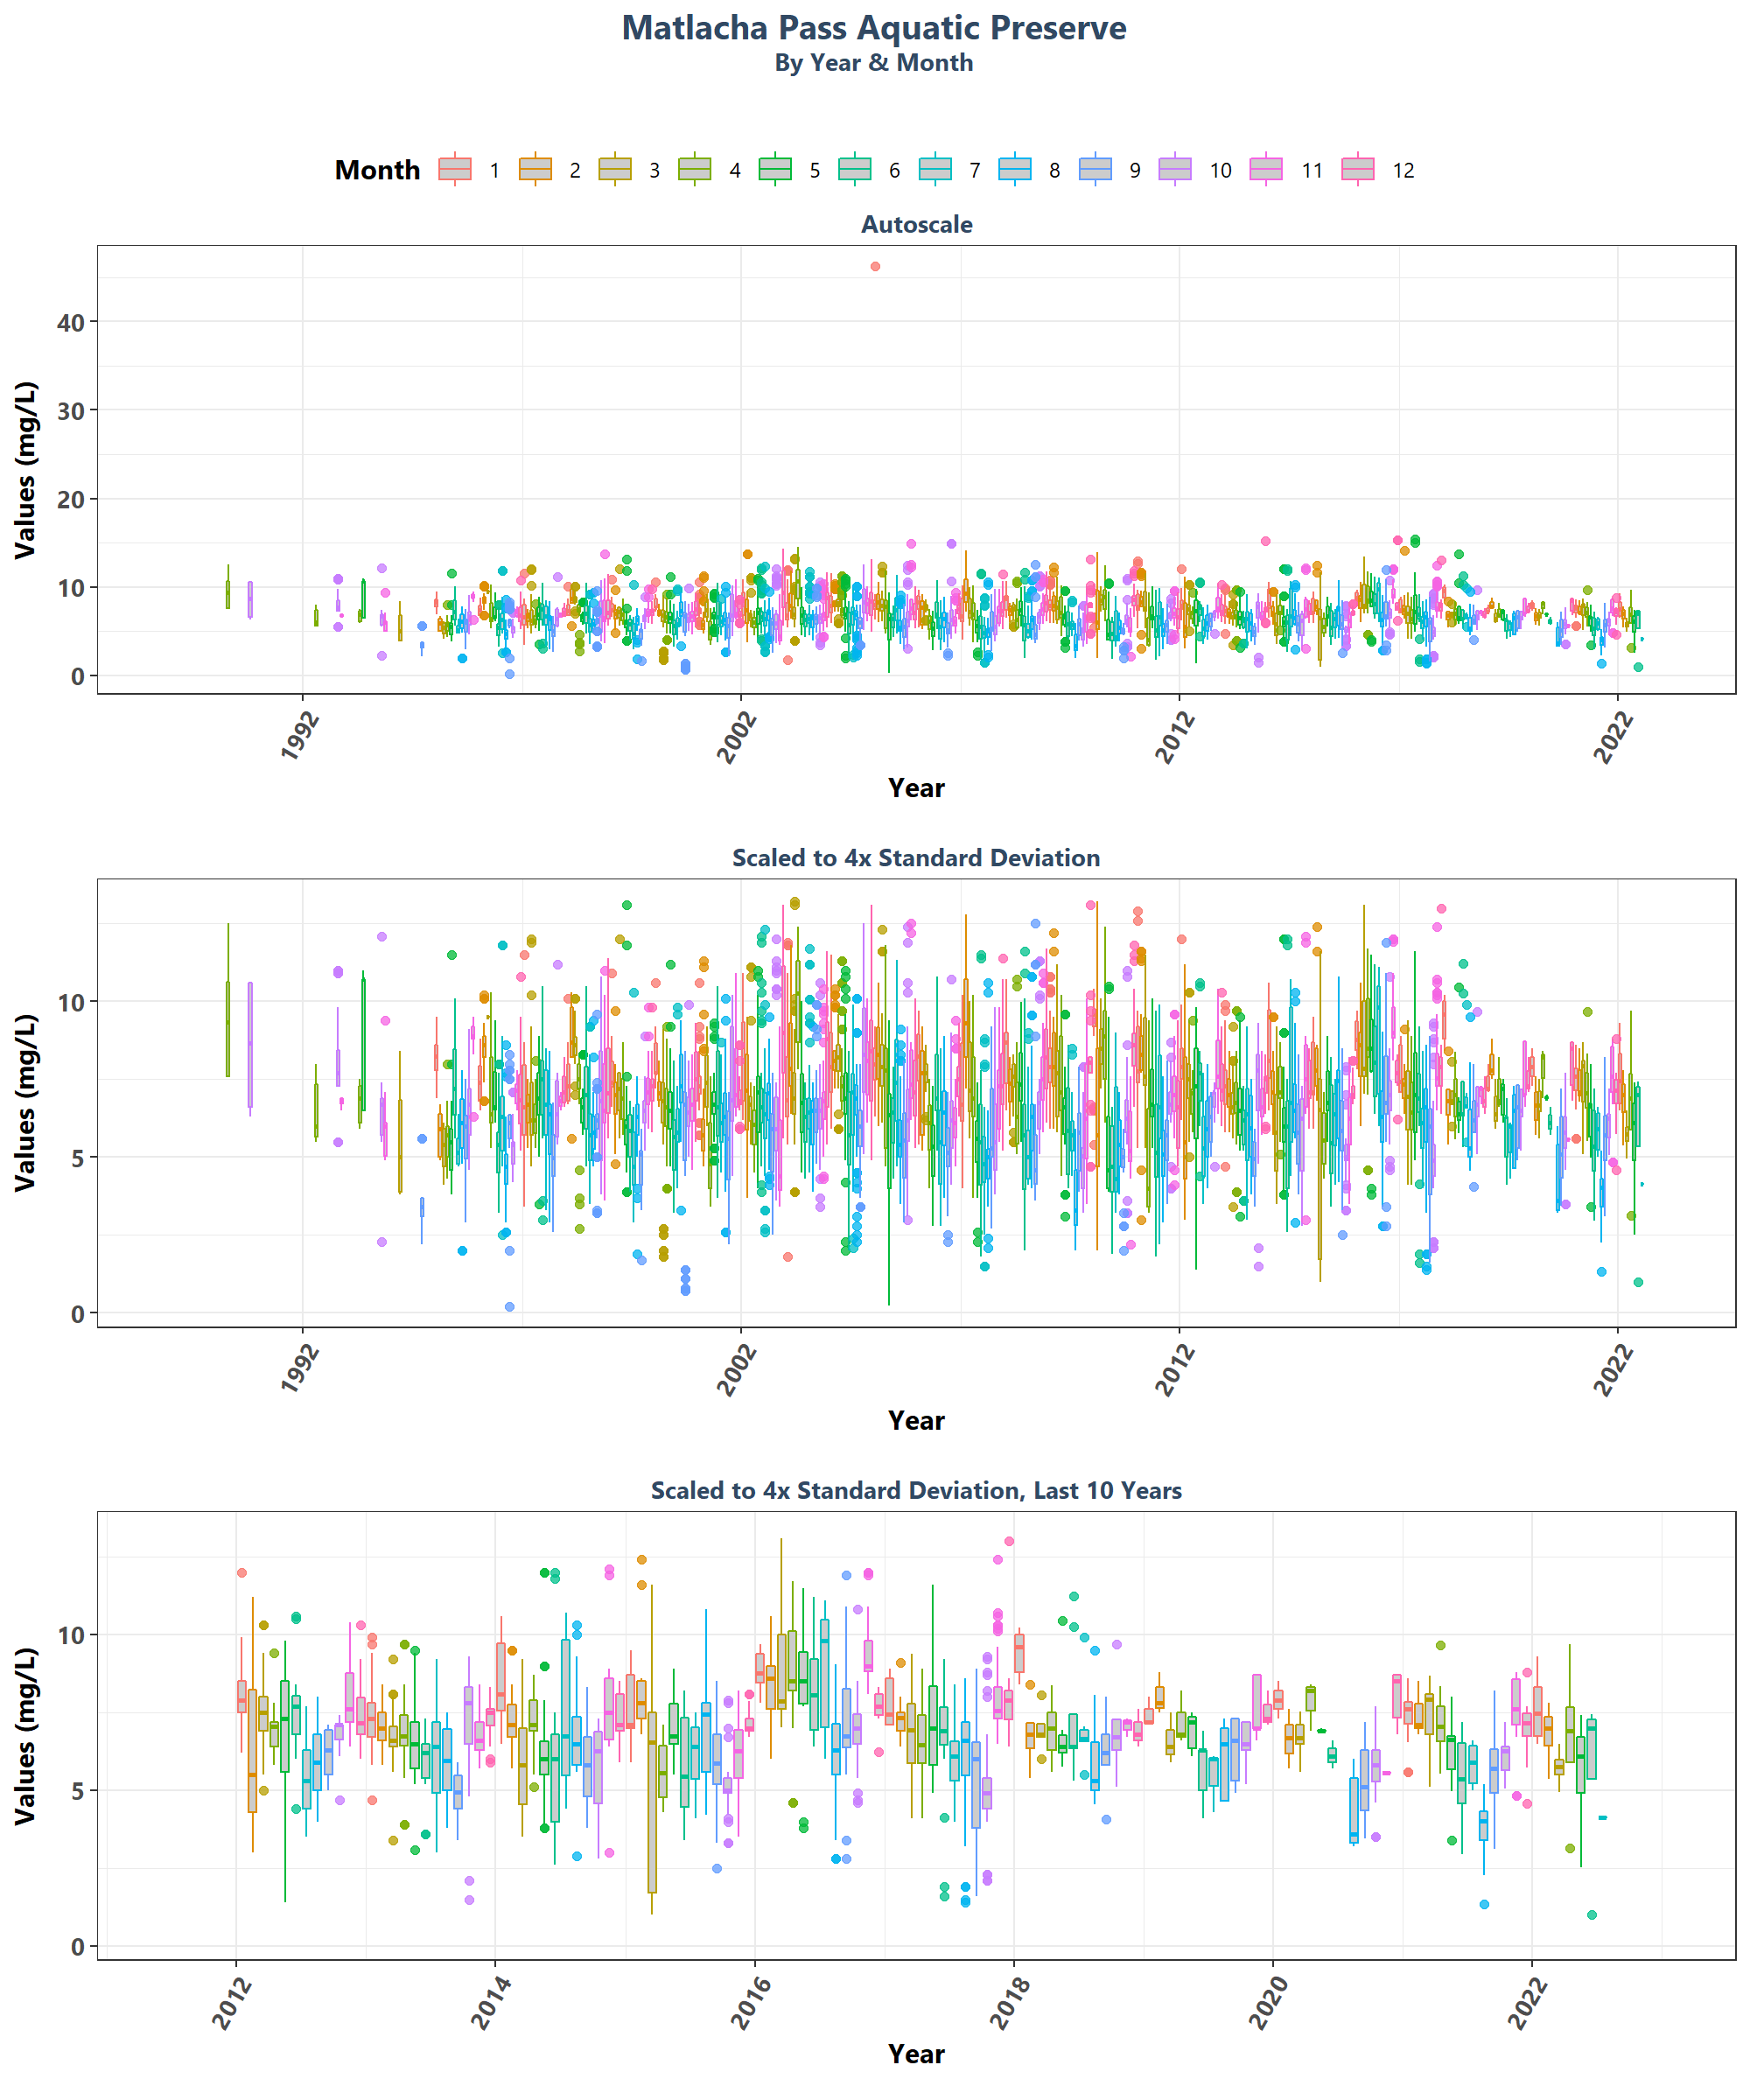 Matlacha Pass Aquatic Preserve
By Year & Month
Month 1 2 3 4 5 6 7 8 9 10 11 12
Autoscale
Values (mg/L)
40
30
20
10
0
1992 2002 2012 2022
Year
Scaled to 4x Standard Deviation
Values (mg/L)
10
5
0
1992 2002 2012 2022
Year
Scaled to 4x Standard Deviation, Last 10 Years
Values (mg/L)
10
5
0
2012 2014 2016 2018 2020 2022
Year